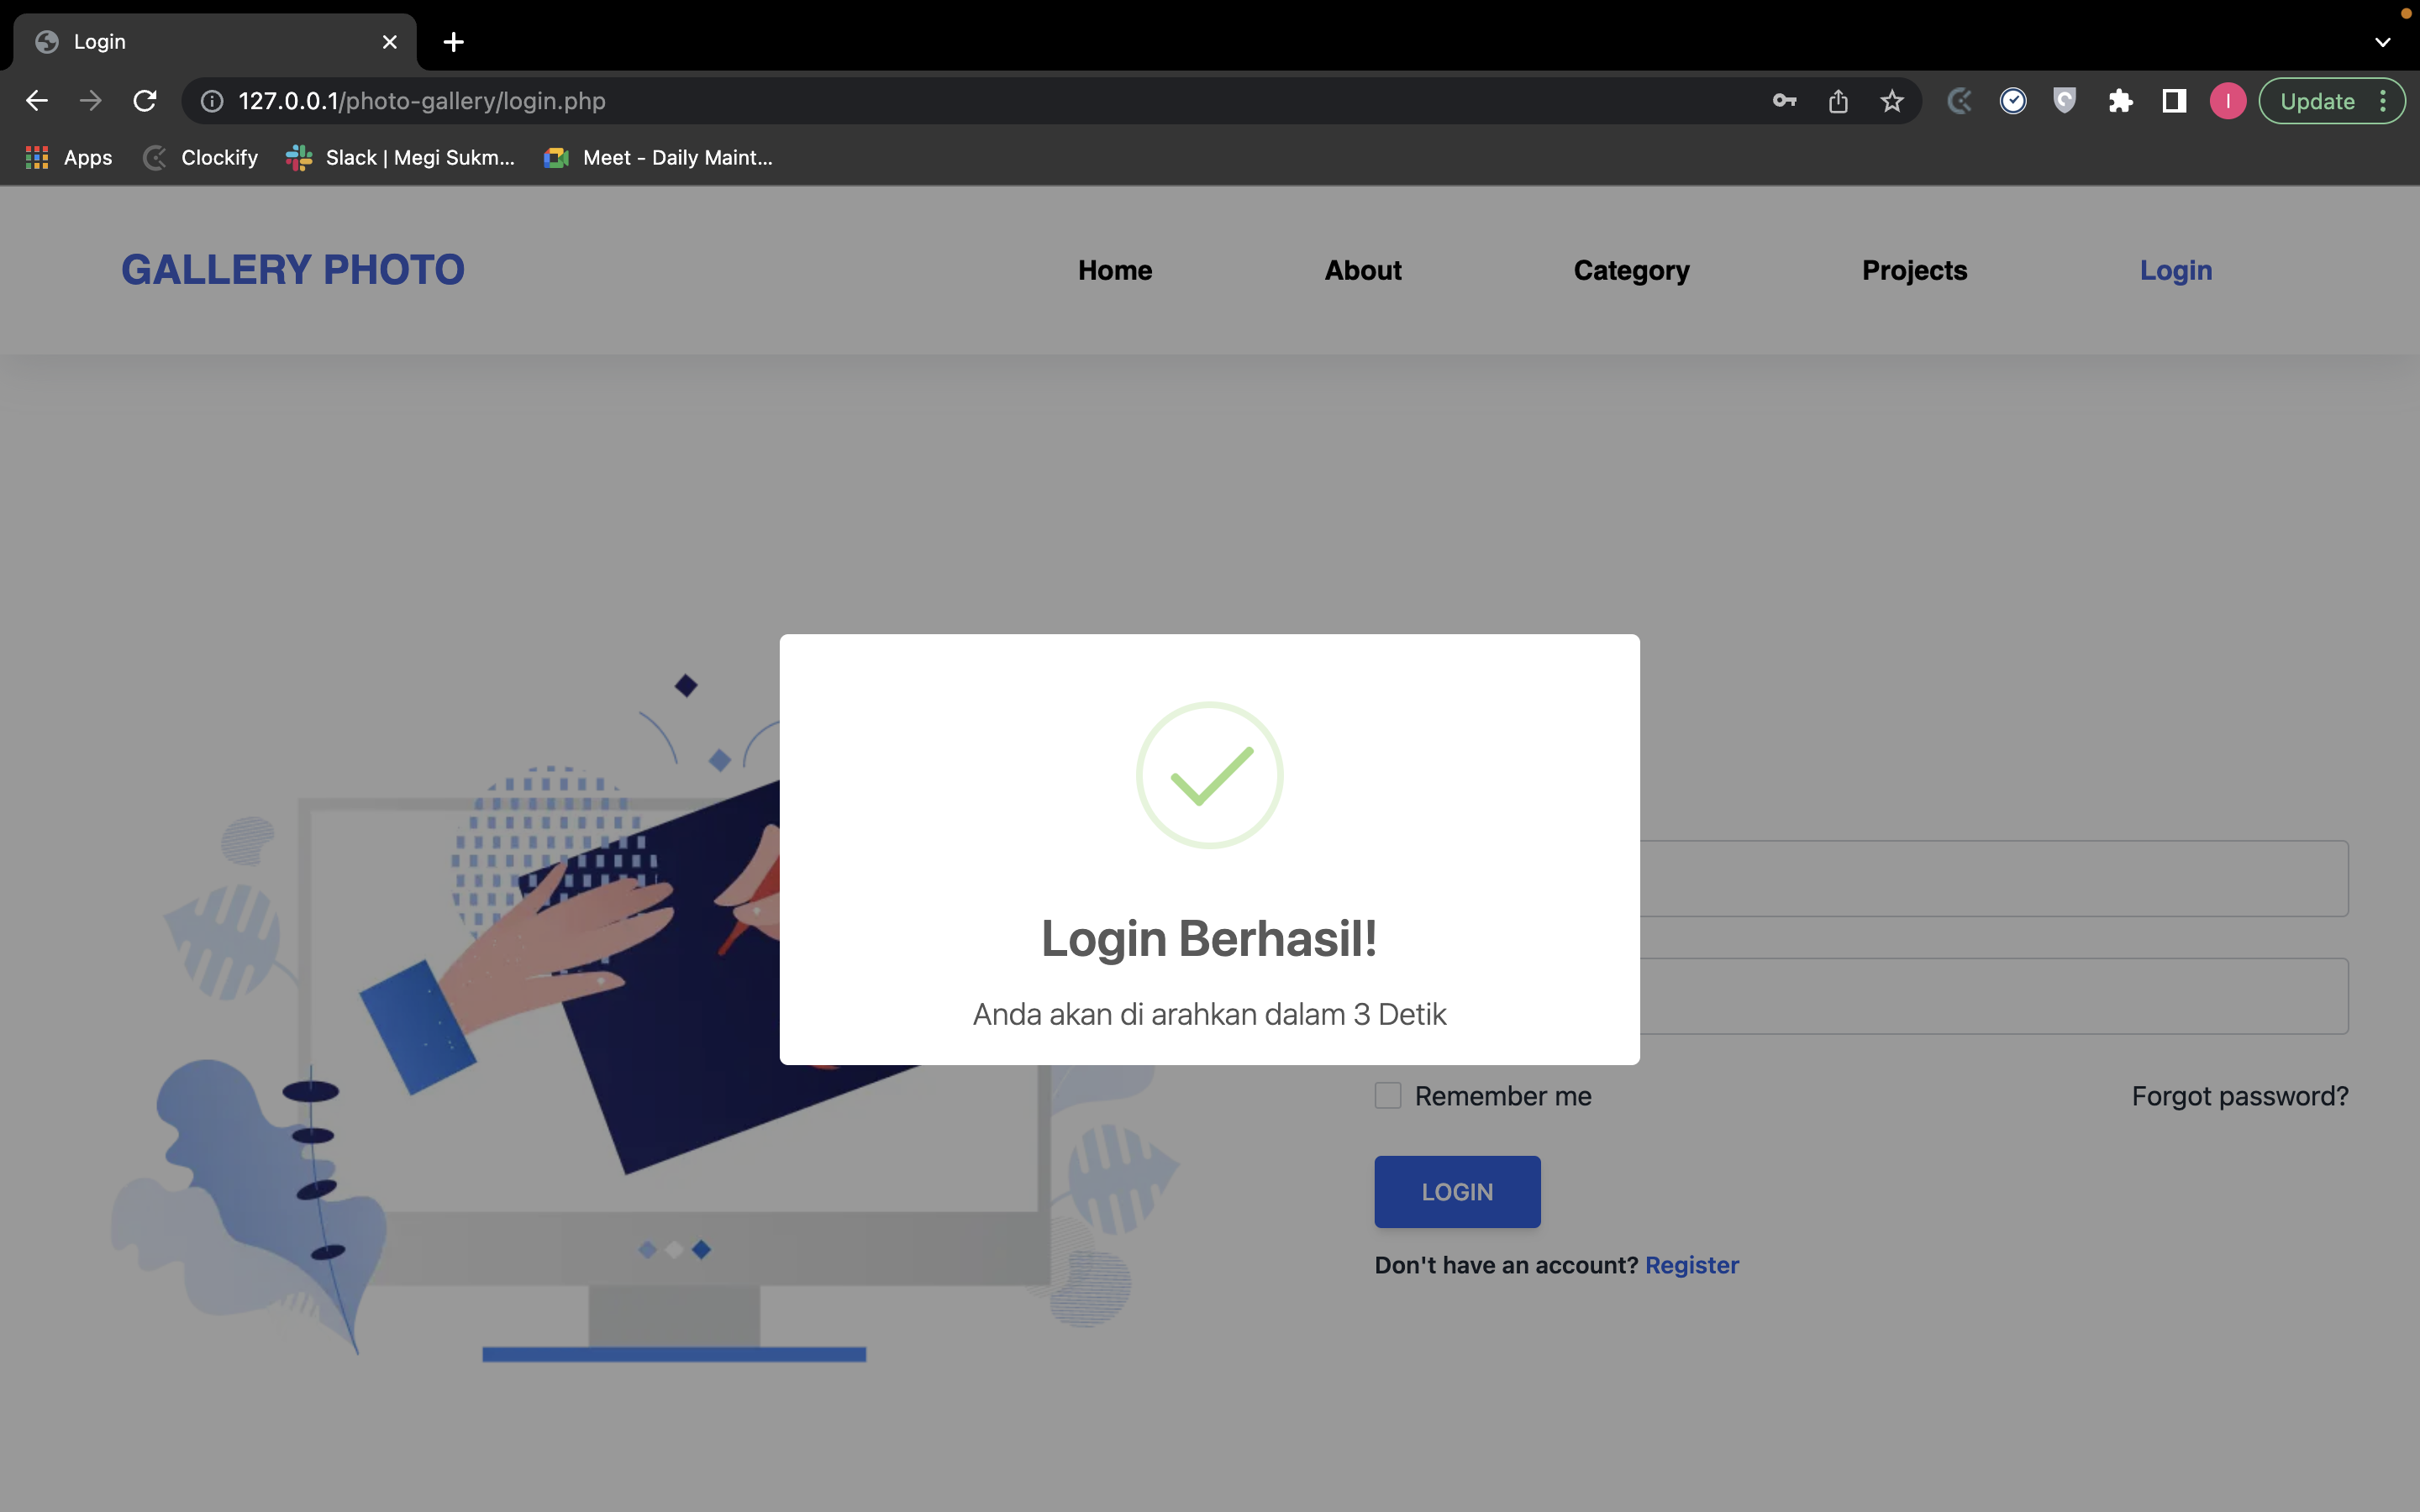 Login
127.0.0.1/photo-gallery/login.php
I
Update
Apps
Clockify
Slack | Megi Sukm...
Meet - Daily Maint...
GALLERY PHOTO
Home
About
Category
Projects
Login
Login Berhasil!
Anda akan di arahkan dalam 3 Detik
Remember me
Forgot password?
LOGIN
Don't have an account? Register